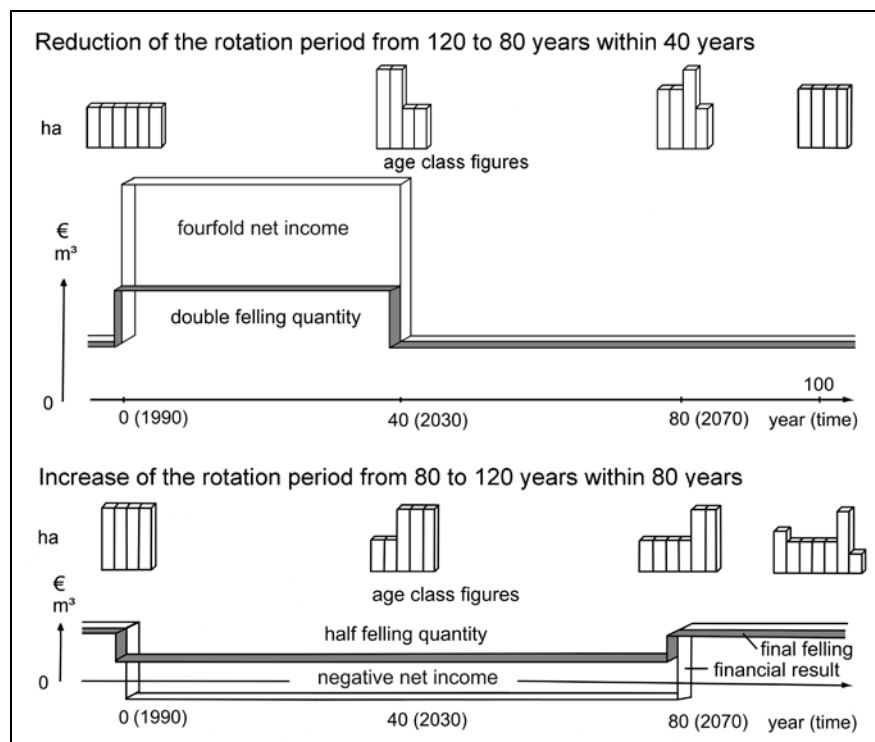 Reduction of the rotation period from 120 to 80 years within 40 years
ha
age class figures
€
m³
fourfold net income
double felling quantity
100
0
0 (1990)
40 (2030)
80 (2070)
year (time)
Increase of the rotation period from 80 to 120 years within 80 years
ha
age class figures
€
m³
half felling quantity
final felling
financial result
0
negative net income
0 (1990)
40 (2030)
80 (2070)
year (time)